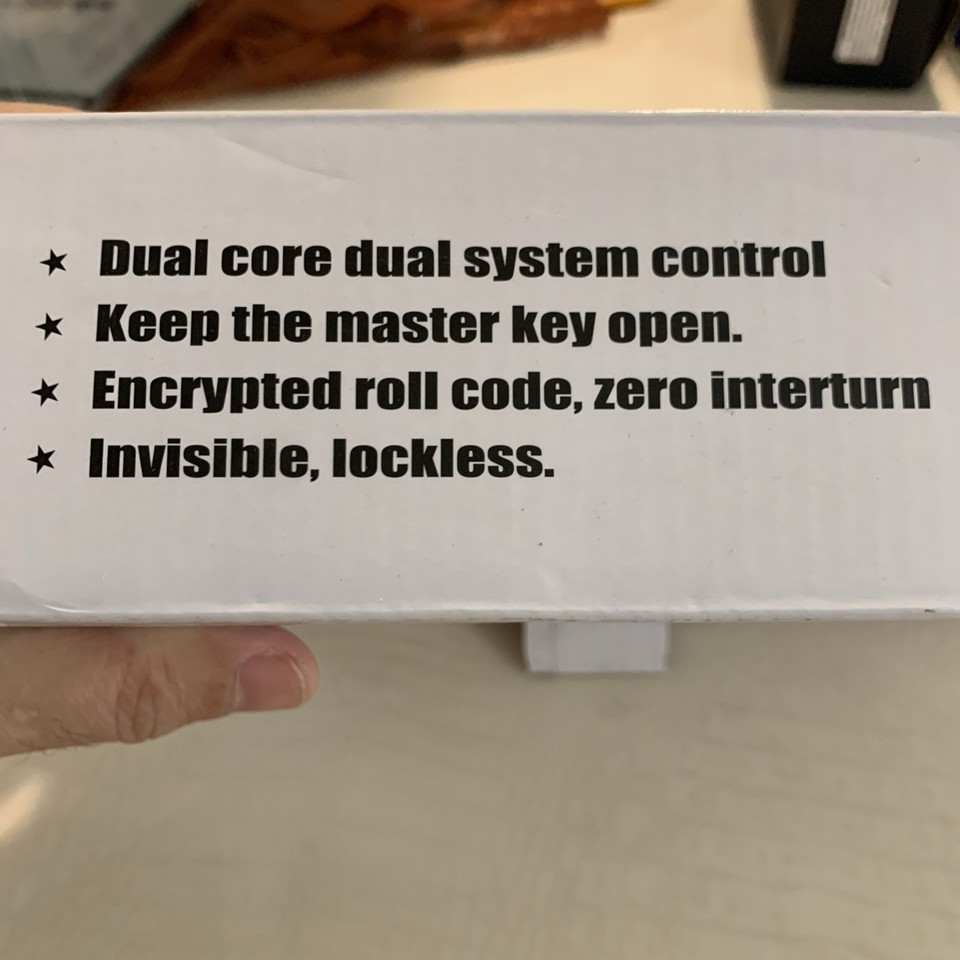 ★ Dual core dual system control
★ Keep the master key open.
★ Encrypted roll code, zero interturn
★ Invisible, lockless.